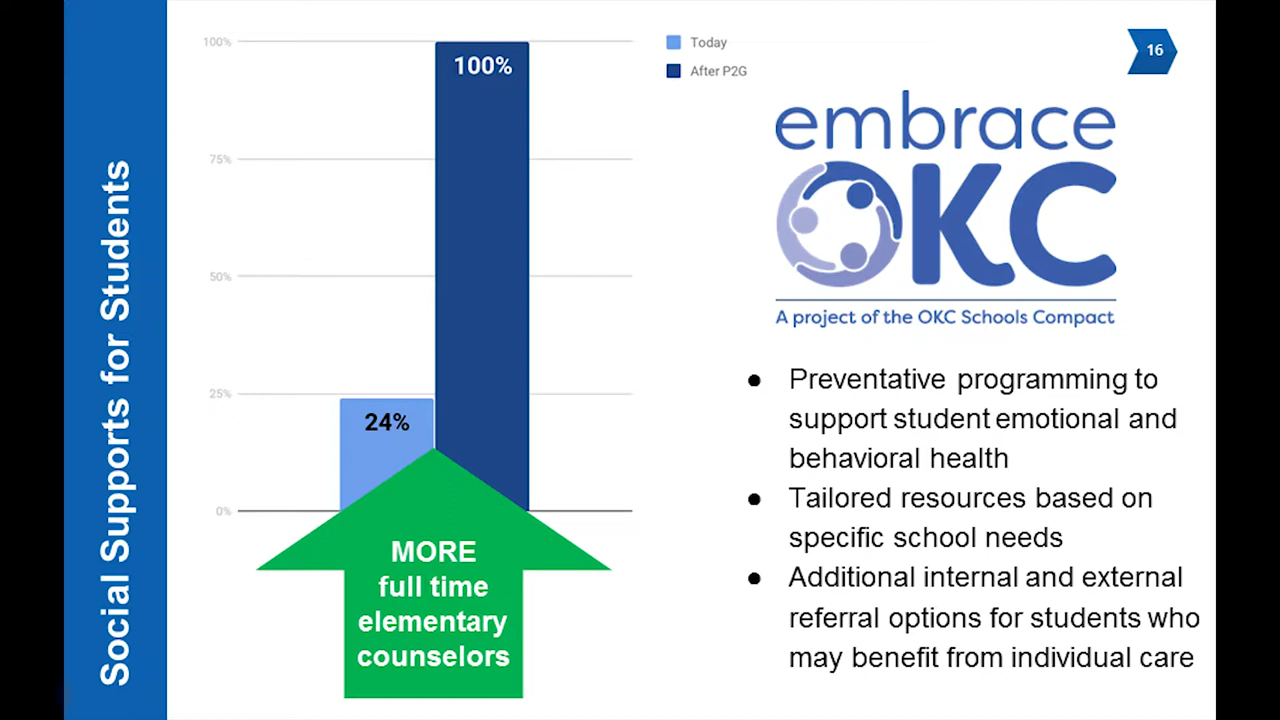 Social Supports for Students
100%
75%
50%
25%
0%
100%
24%
MORE
full time
elementary
counselors
Today
After P2G
16
embrace
OKC
A project of the OKC Schools Compact
● Preventative programming to
support student emotional and
behavioral health
● Tailored resources based on
specific school needs
● Additional internal and external
referral options for students who
may benefit from individual care